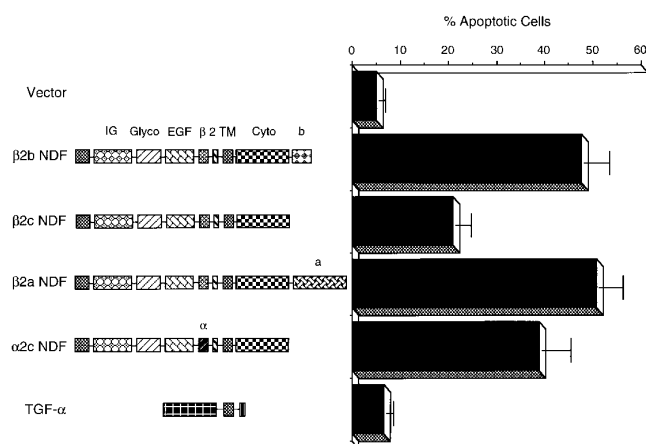 % Apoptotic Cells
0 10 20 30 40 50 60
Vector
IG Glyco EGF β 2 TM Cyto b
β2b NDF
β2c NDF
a
β2a NDF
α
α2c NDF
TGF-α